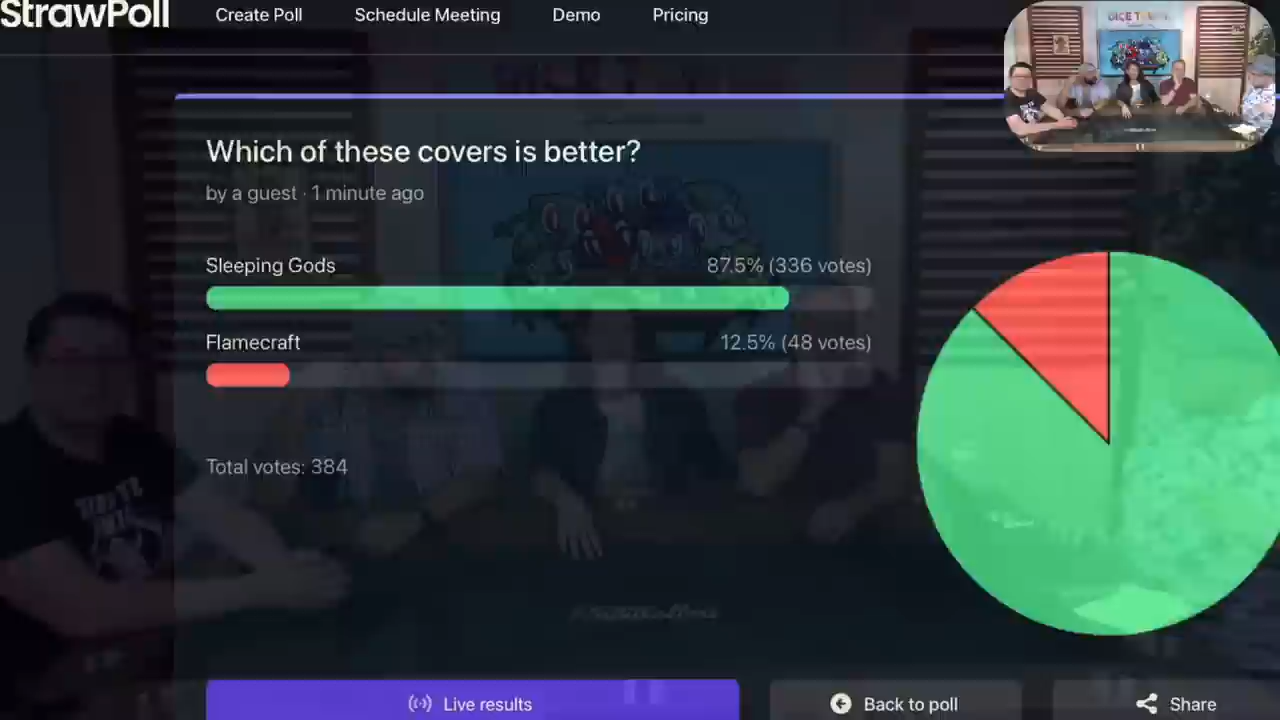 StrawPoll
Create Poll
Schedule Meeting
Demo
Pricing
DICE TOWER
Which of these covers is better?
by a guest · 1 minute ago
Sleeping Gods
87.5% (336 votes)
Flamecraft
12.5% (48 votes)
Total votes: 384
Live results
Back to poll
Share